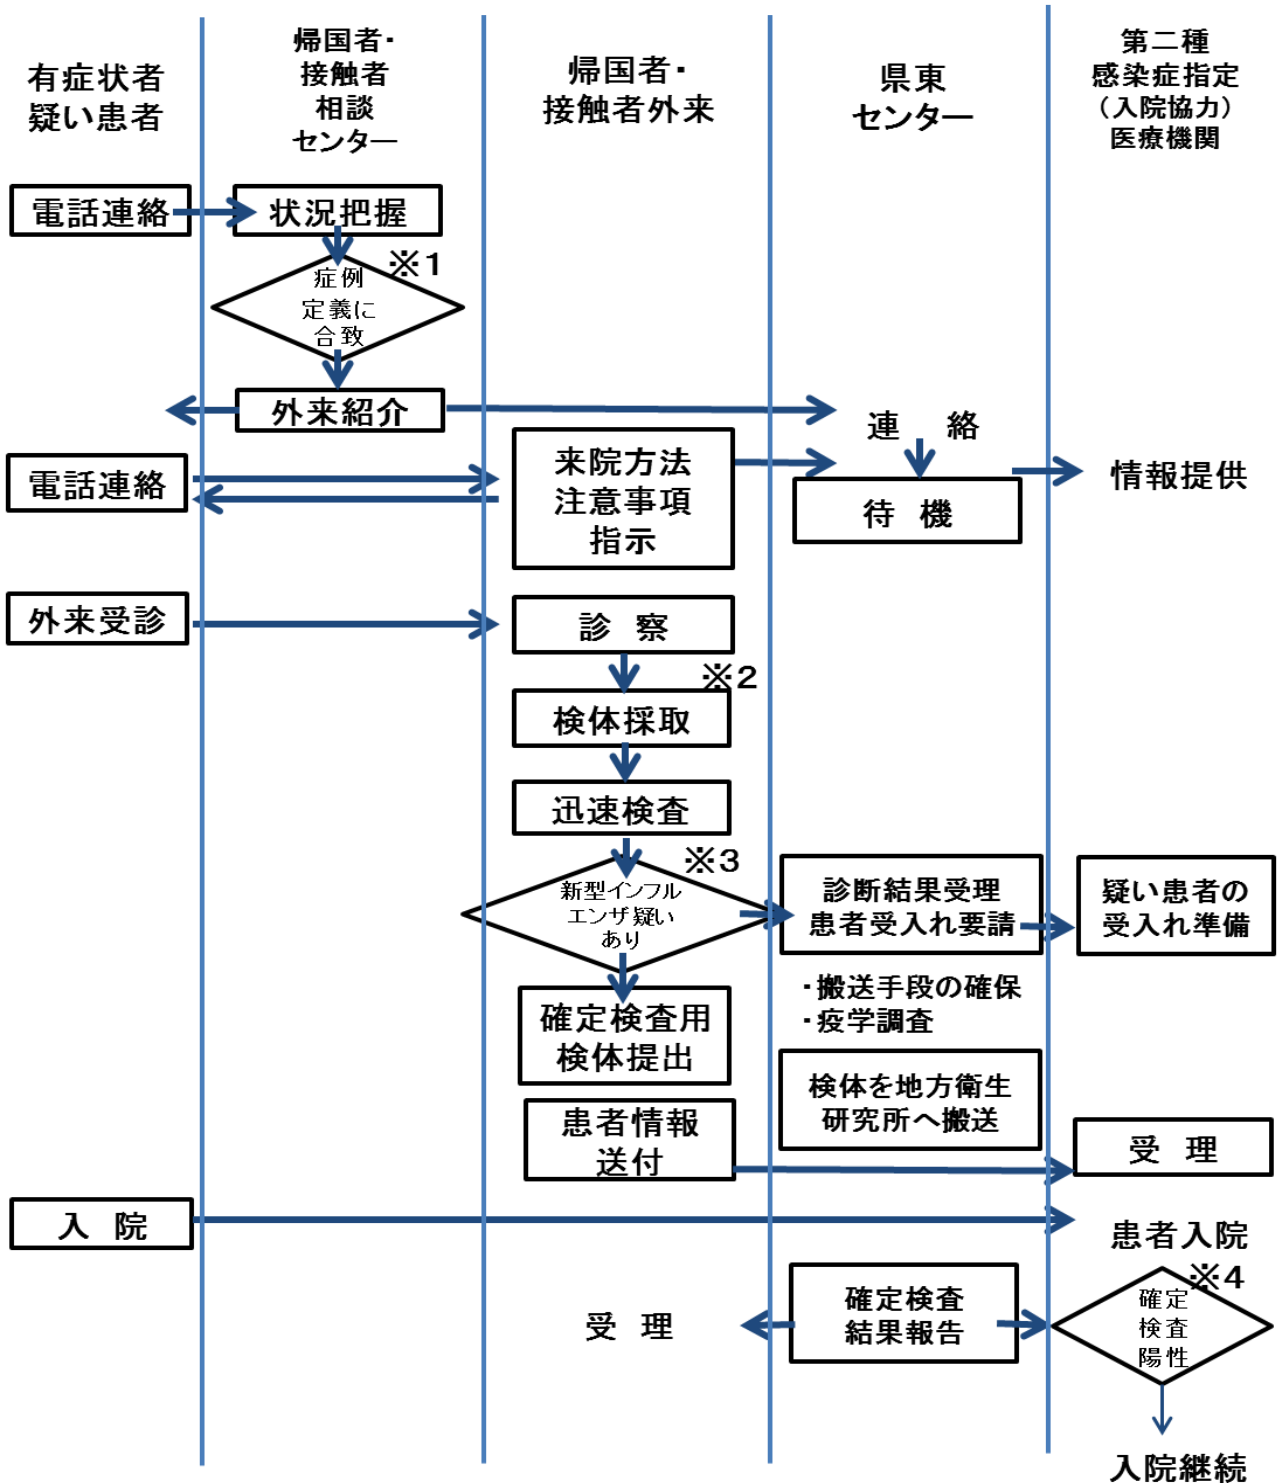 有症状者
疑い患者
帰国者・
接触者
相談
センター
帰国者・
接触者外来
県東
センター
第二種
感染症指定
（入院協力）
医療機関
電話連絡
状況把握
※1
症例
定義に
合致
外来紹介
連　絡
電話連絡
来院方法
注意事項
指示
待　機
情報提供
外来受診
診　察
※2
検体採取
迅速検査
※3
新型インフル
エンザ疑い
あり
診断結果受理
患者受入れ要請
疑い患者の
受入れ準備
・搬送手段の確保
・疫学調査
確定検査用
検体提出
検体を地方衛生
研究所へ搬送
患者情報
送付
受　理
入　院
患者入院
※4
確定
検査
陽性
確定検査
結果報告
受　理
入院継続